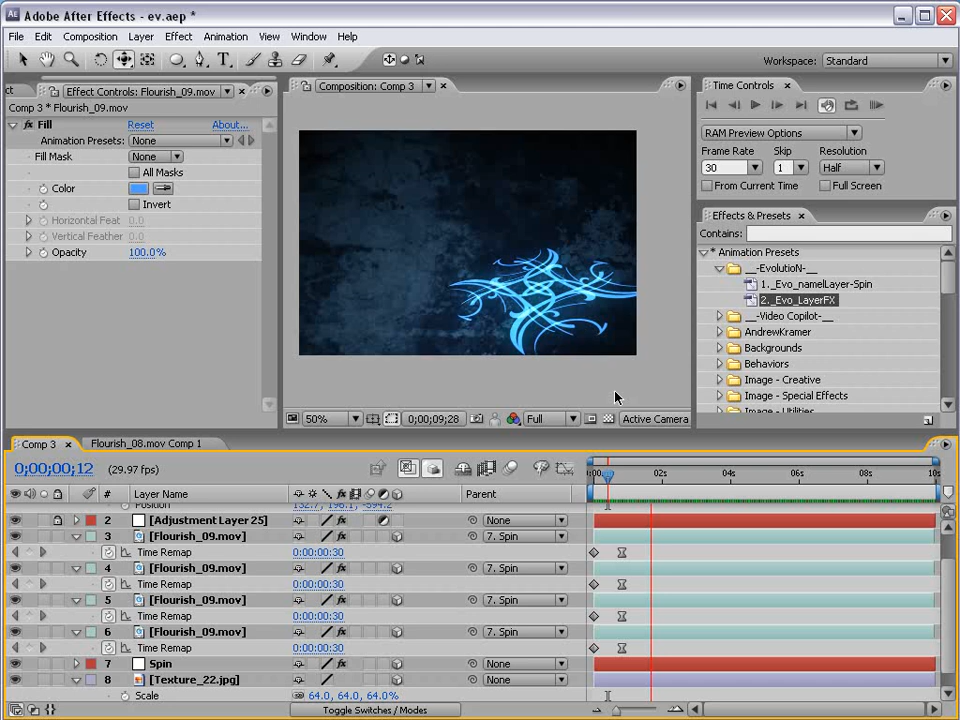 Adobe After Effects - ev.aep *
File Edit Composition Layer Effect Animation View Window Help
Workspace: Standard
ct Effect Controls: Flourish_09.mov
Comp 3 * Flourish_09.mov
Fill Reset About...
Animation Presets: None
Fill Mask None
All Masks
Color
Invert
Horizontal Feat 0.0
Vertical Feather 0.0
Opacity 100.0%
Composition: Comp 3
50% 0;00;09;28 Full Active Camera
Time Controls
RAM Preview Options
Frame Rate Skip Resolution
30 1 Half
From Current Time Full Screen
Effects & Presets
Contains:
* Animation Presets
__-EvolutioN-__
1._Evo_namelLayer-Spin
2._Evo_LayerFX
__-Video Copilot-__
AndrewKramer
Backgrounds
Behaviors
Image - Creative
Image - Special Effects
Image - Utilities
Comp 3 Flourish_08.mov Comp 1
0;00;00;12 (29.97 fps)
:00s 02s 04s 06s 08s 10s
# Layer Name Parent
Position 132.7, 198.1, -594.2
2 [Adjustment Layer 25] None
3 [Flourish_09.mov] 7. Spin
Time Remap 0:00:00:30
4 [Flourish_09.mov] 7. Spin
Time Remap 0:00:00:30
5 [Flourish_09.mov] 7. Spin
Time Remap 0:00:00:30
6 [Flourish_09.mov] 7. Spin
Time Remap 0:00:00:30
7 Spin None
8 [Texture_22.jpg] None
Scale 64.0, 64.0, 64.0%
Toggle Switches / Modes